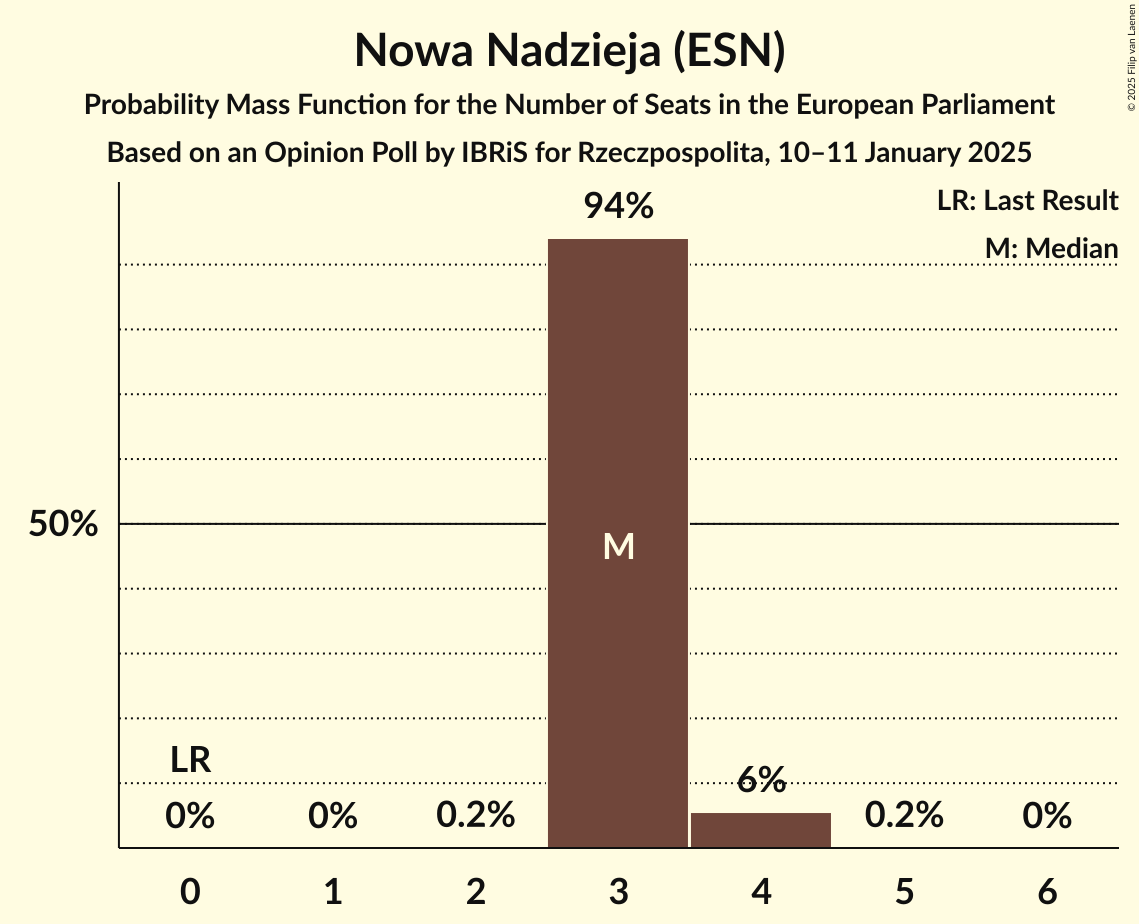 Nowa Nadzieja (ESN)
Probability Mass Function for the Number of Seats in the European Parliament
Based on an Opinion Poll by IBRiS for Rzeczpospolita, 10–11 January 2025
© 2025 Filip van Laenen
LR: Last Result
M: Median
94%
50%
M
LR
6%
0% 0% 0.2% 0.2% 0%
0 1 2 3 4 5 6